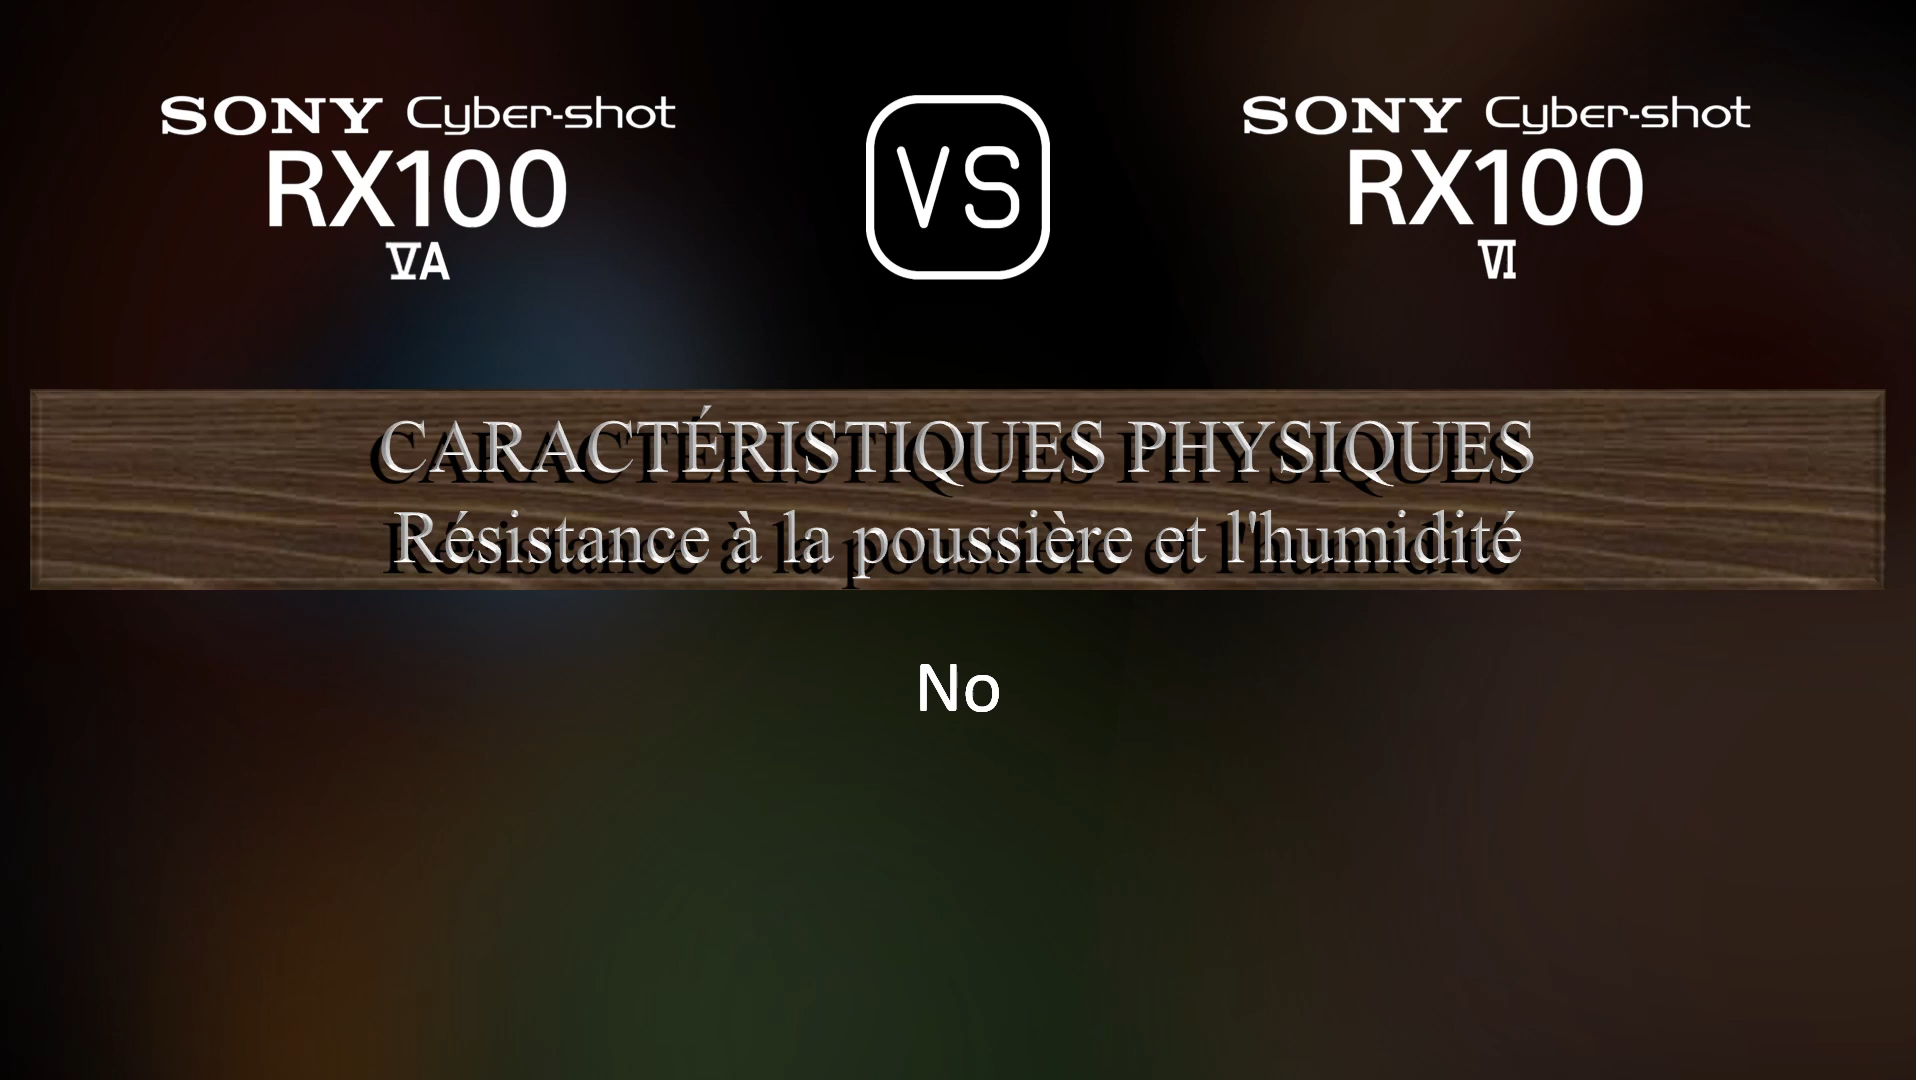 SONY Cyber-shot
RX100
VA
VS
SONY Cyber-shot
RX100
VI
CARACTÉRISTIQUES PHYSIQUES
Résistance à la poussière et l'humidité
No